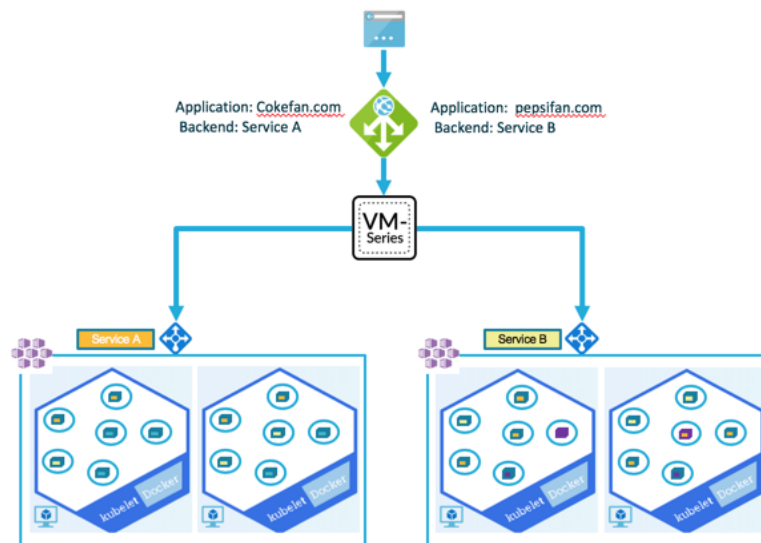 Application: Cokefan.com
Backend: Service A
Application: pepsifan.com
Backend: Service B
VM-
Series
Service A
Service B
kubelet Docker
kubelet Docker
kubelet Docker
kubelet Docker